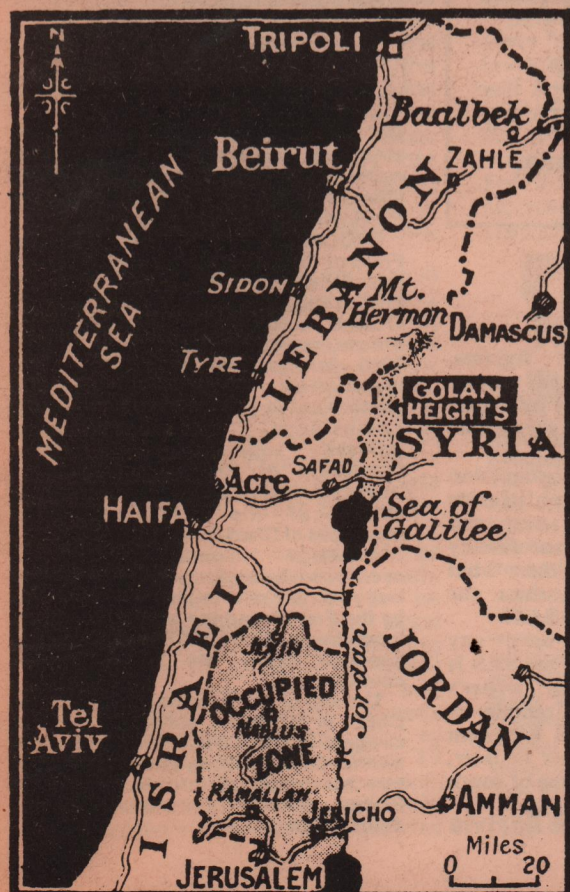 N
TRIPOLI
Baalbek
Beirut
ZAHLE
LEBANON
MEDITERRANEAN
SEA
SIDON
Mt.
Hermon
DAMASCUS
TYRE
GOLAN
HEIGHTS
SYRIA
SAFAD
Acre
HAIFA
Sea of
Galilee
ISRAEL
JENIN
OCCUPIED
NABLUS
ZONE
Jordan
JORDAN
Tel
Aviv
RAMALLAH
JERICHO
AMMAN
JERUSALEM
Miles
0 20